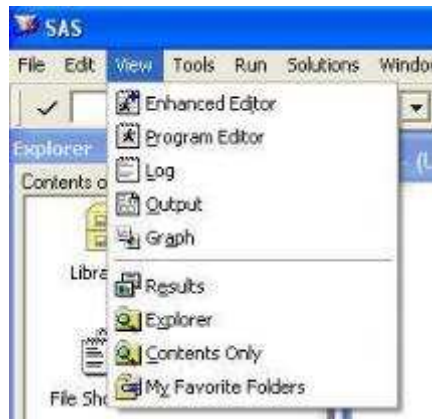 SAS
File Edit View Tools Run Solutions Windo
Explorer
Contents o
Enhanced Editor
Program Editor
Log
Output
Graph
Libra
Results
Explorer
Contents Only
My Favorite Folders
File Sho